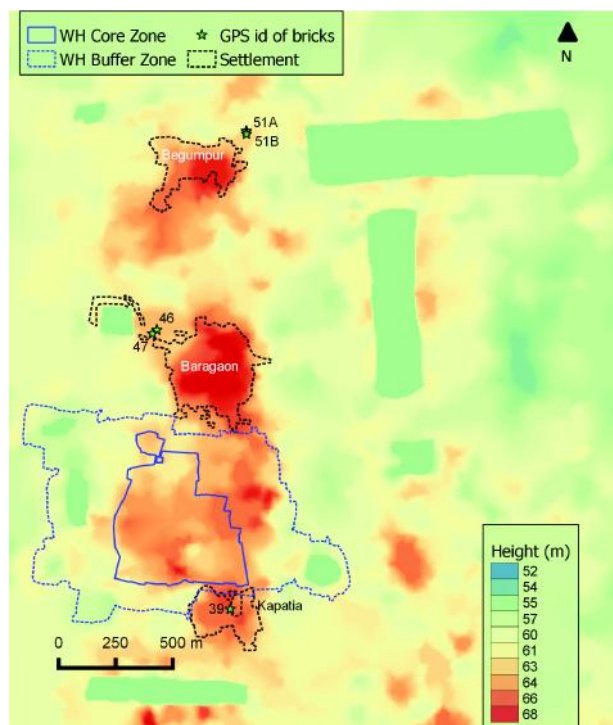 WH Core Zone
GPS id of bricks
WH Buffer Zone
Settlement
N
51A
51B
Begumpur
46
47
Baragaon
39
Kapatia
0 250 500 m
Height (m)
52
54
55
57
60
61
63
64
66
68